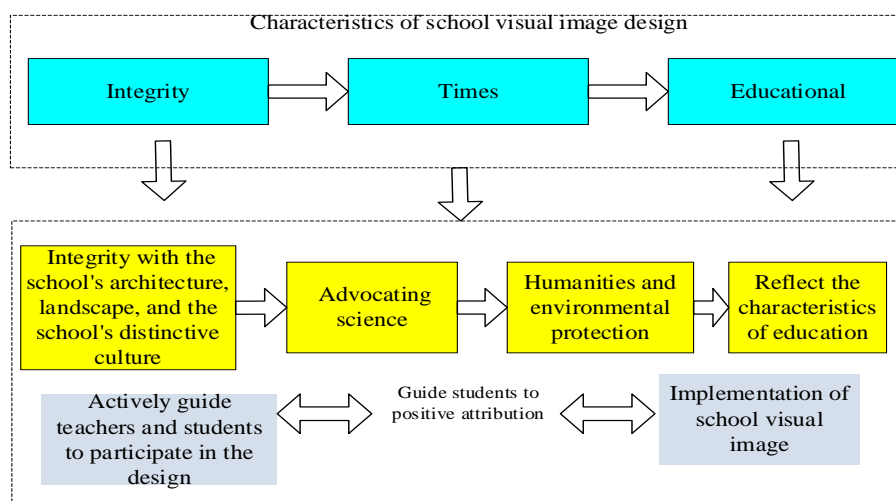 Characteristics of school visual image design
Integrity
Times
Educational
Integrity with the
school's architecture,
landscape, and the
school's distinctive
culture
Advocating
science
Humanities and
environmental
protection
Reflect the
characteristics
of education
Actively guide
teachers and students
to participate in the
design
Guide students to
positive attribution
Implementation of
school visual
image